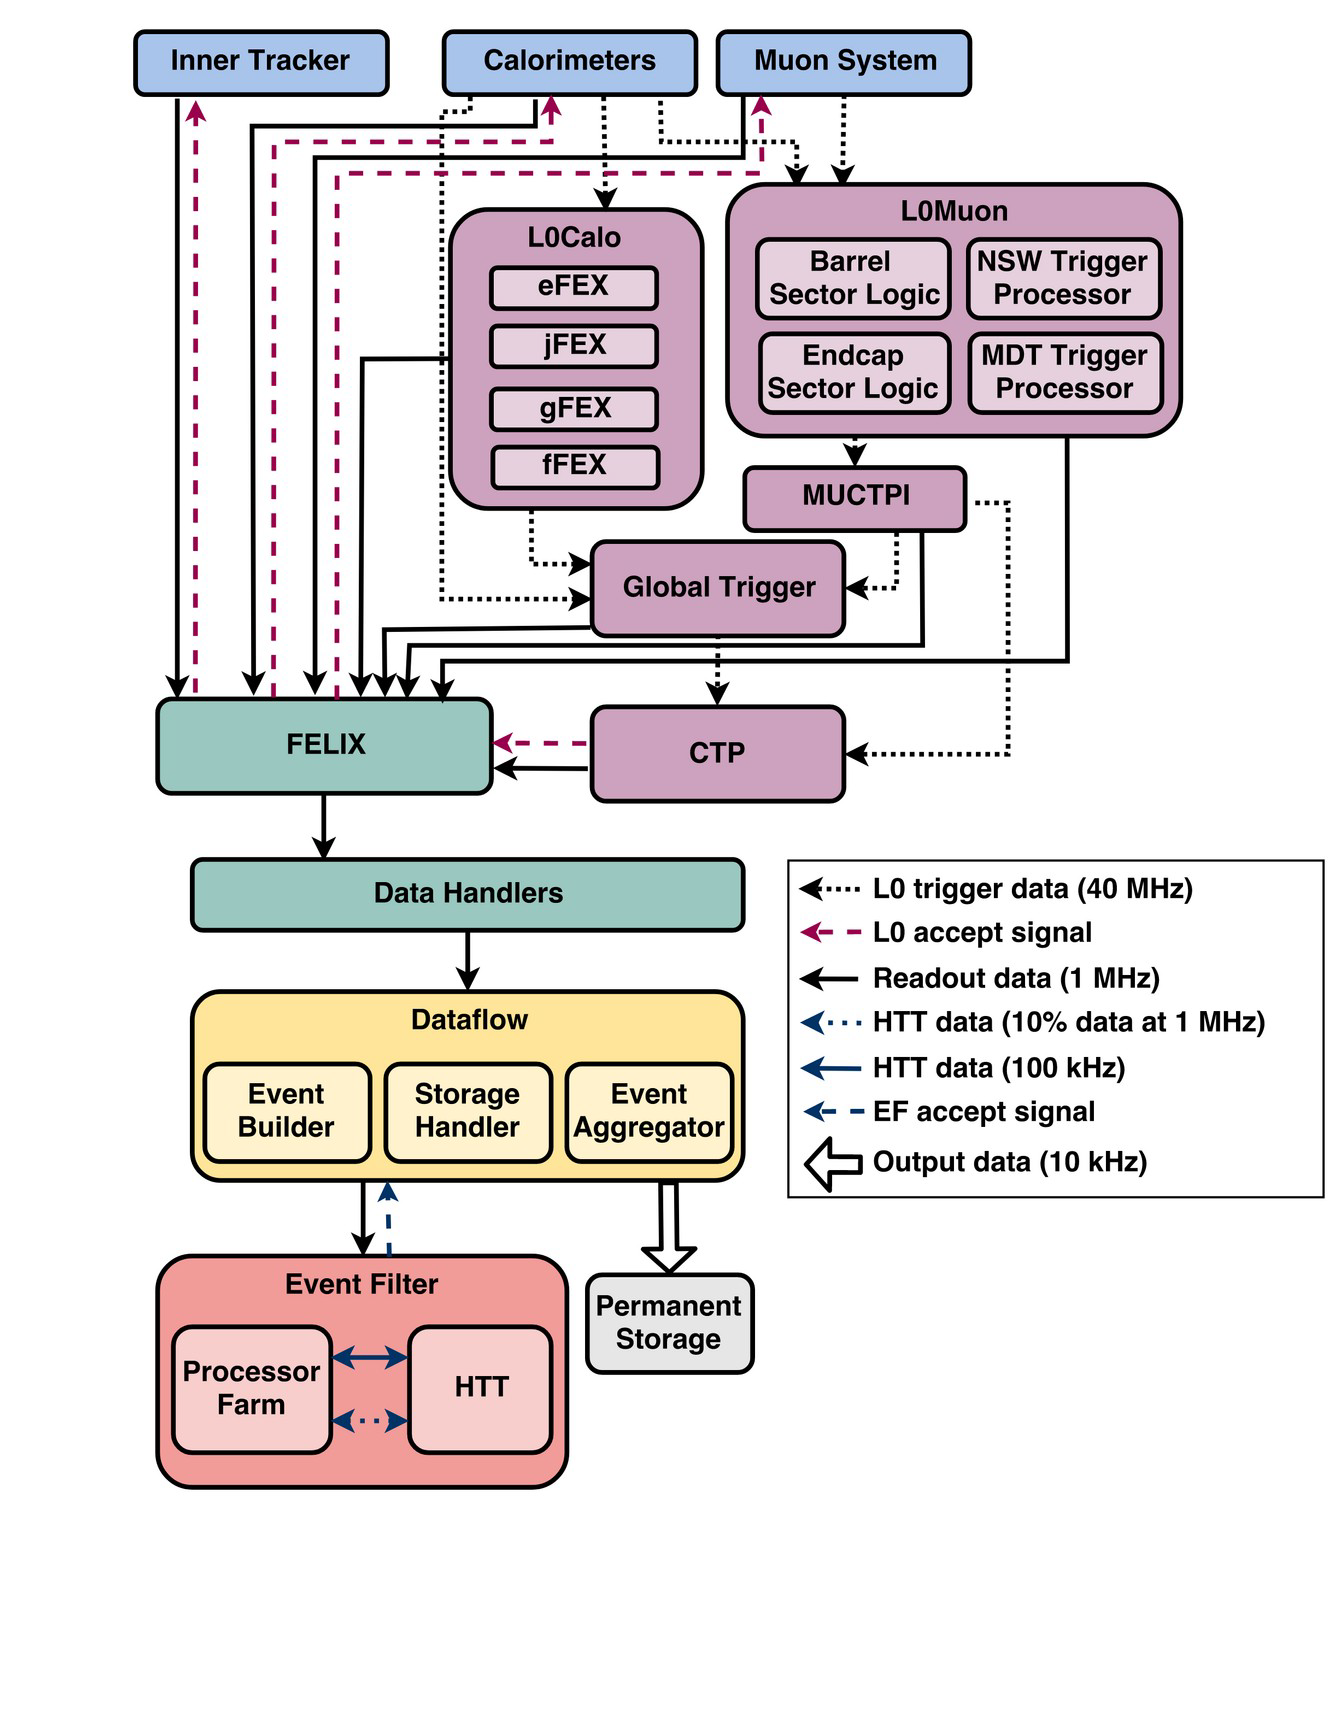 Inner Tracker
Calorimeters
Muon System
L0Calo
eFEX
jFEX
gFEX
fFEX
L0Muon
Barrel
Sector Logic
NSW Trigger
Processor
Endcap
Sector Logic
MDT Trigger
Processor
MUCTPI
Global Trigger
FELIX
CTP
Data Handlers
Dataflow
Event
Builder
Storage
Handler
Event
Aggregator
Event Filter
Processor
Farm
HTT
Permanent
Storage
L0 trigger data (40 MHz)
L0 accept signal
Readout data (1 MHz)
HTT data (10% data at 1 MHz)
HTT data (100 kHz)
EF accept signal
Output data (10 kHz)